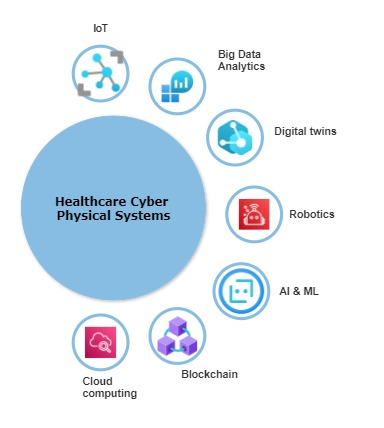 IoT
Big Data
Analytics
Digital twins
Healthcare Cyber
Physical Systems
Robotics
AI & ML
Blockchain
Cloud
computing